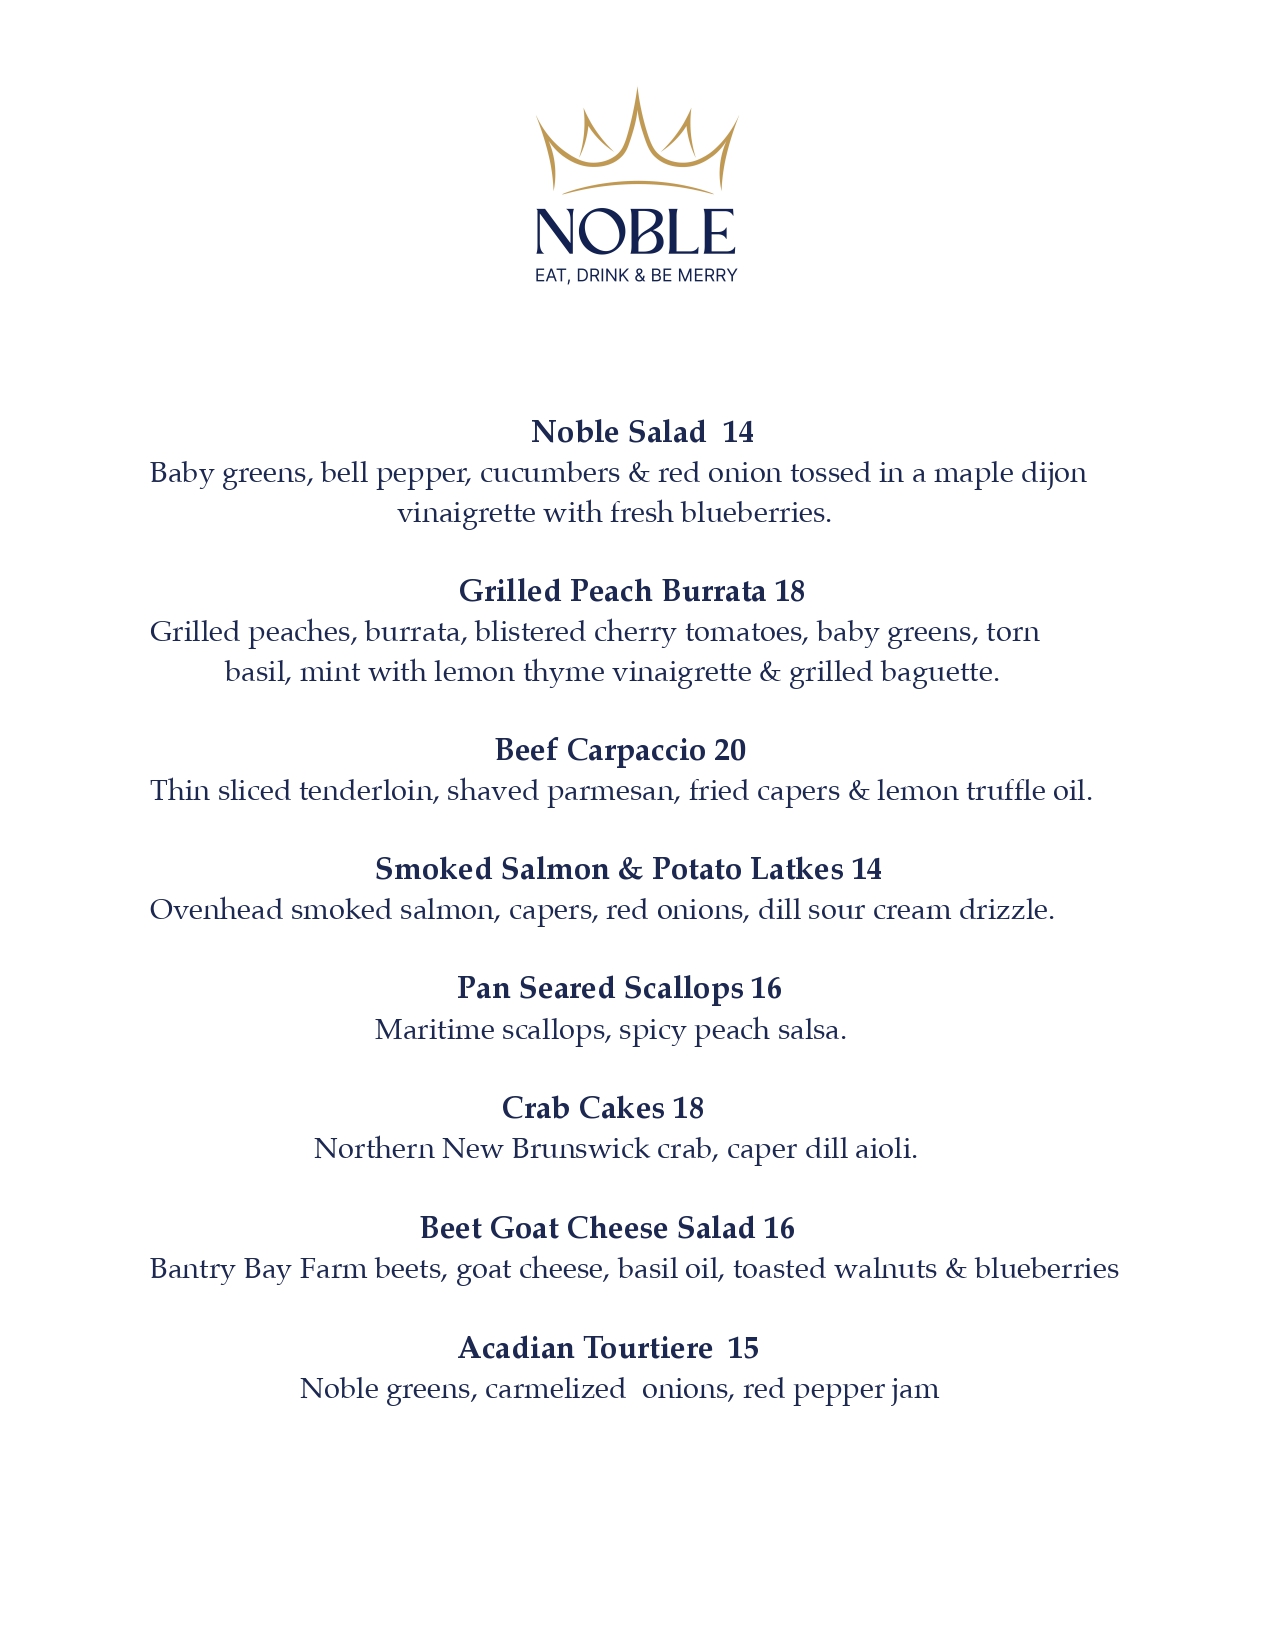 NOBLE
EAT, DRINK & BE MERRY
Noble Salad  14
Baby greens, bell pepper, cucumbers & red onion tossed in a maple dijon
vinaigrette with fresh blueberries.
Grilled Peach Burrata 18
Grilled peaches, burrata, blistered cherry tomatoes, baby greens, torn
basil, mint with lemon thyme vinaigrette & grilled baguette.
Beef Carpaccio 20
Thin sliced tenderloin, shaved parmesan, fried capers & lemon truffle oil.
Smoked Salmon & Potato Latkes 14
Ovenhead smoked salmon, capers, red onions, dill sour cream drizzle.
Pan Seared Scallops 16
Maritime scallops, spicy peach salsa.
Crab Cakes 18
Northern New Brunswick crab, caper dill aioli.
Beet Goat Cheese Salad 16
Bantry Bay Farm beets, goat cheese, basil oil, toasted walnuts & blueberries
Acadian Tourtiere  15
Noble greens, carmelized  onions, red pepper jam